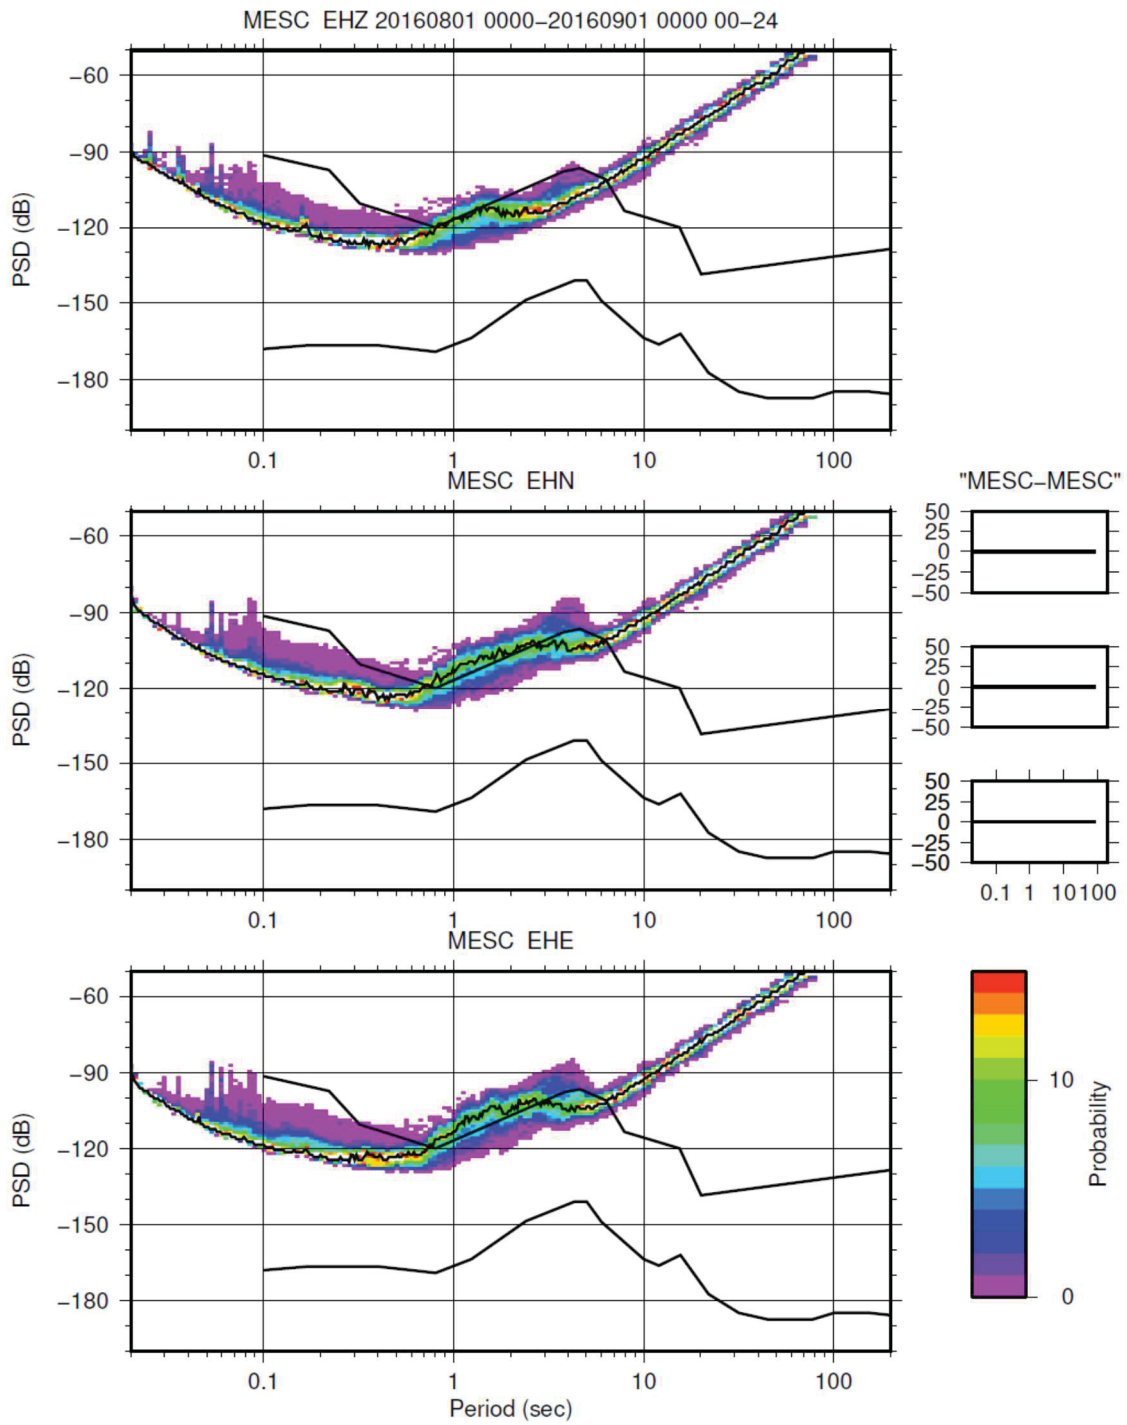 MESC EHZ 20160801 0000−20160901 0000 00−24
−60
−90
−120
−150
−180
PSD (dB)
0.1 1 10 100
MESC EHN
−60
−90
−120
−150
−180
PSD (dB)
0.1 1 10 100
"MESC−MESC"
50
25
0
−25
−50
50
25
0
−25
−50
50
25
0
−25
−50
0.1 1 10 100
MESC EHE
−60
−90
−120
−150
−180
PSD (dB)
0.1 1 10 100
Period (sec)
10
0
Probability